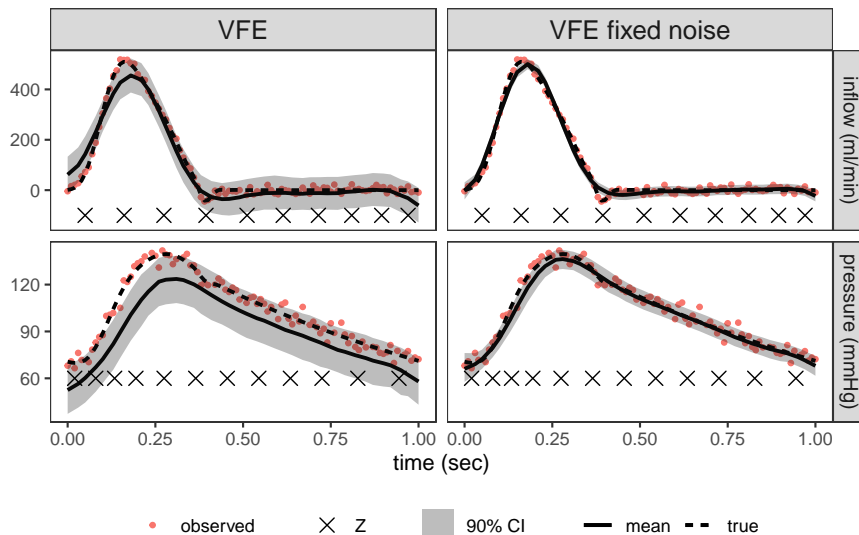 VFE VFE fixed noise
400
200
0
inflow (ml/min)
120
90
60
pressure (mmHg)
0.00 0.25 0.50 0.75 1.00 0.00 0.25 0.50 0.75 1.00
time (sec)
observed Z 90% CI mean true